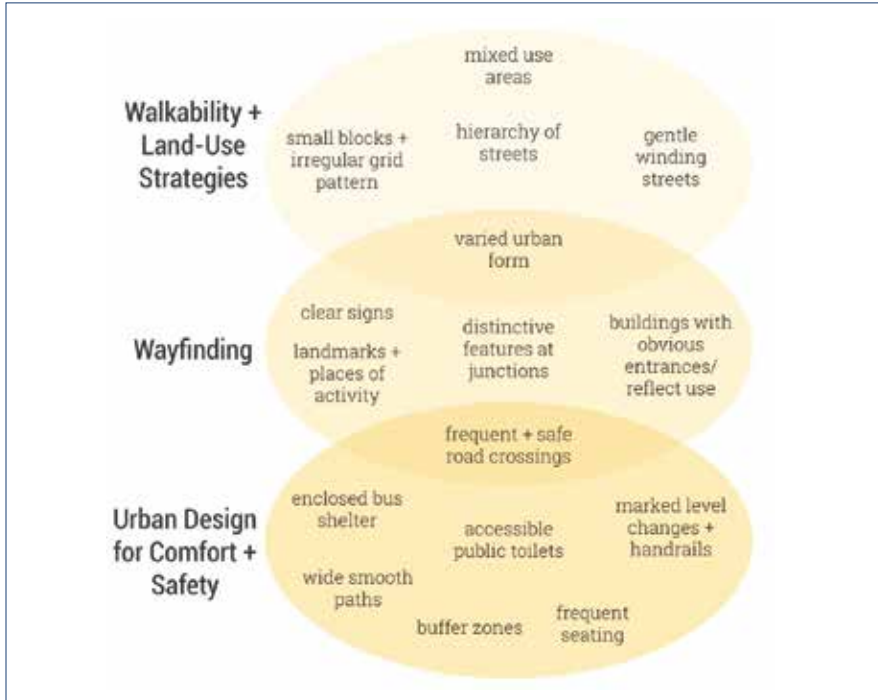 Walkability +
Land-Use
Strategies
mixed use
areas
small blocks +
irregular grid
pattern
hierarchy of
streets
gentle
winding
streets
varied urban
form
Wayfinding
clear signs
landmarks +
places of
activity
distinctive
features at
junctions
buildings with
obvious
entrances/
reflect use
frequent + safe
road crossings
Urban Design
for Comfort +
Safety
enclosed bus
shelter
accessible
public toilets
marked level
changes +
handrails
wide smooth
paths
buffer zones
frequent
seating